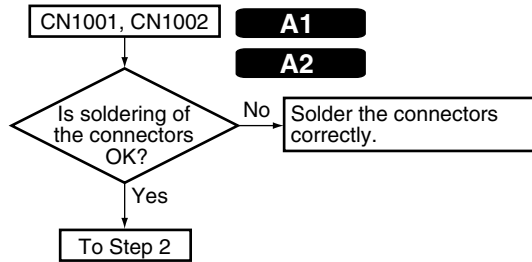 CN1001, CN1002
A1
A2
Is soldering of
the connectors
OK?
No
Solder the connectors
correctly.
Yes
To Step 2